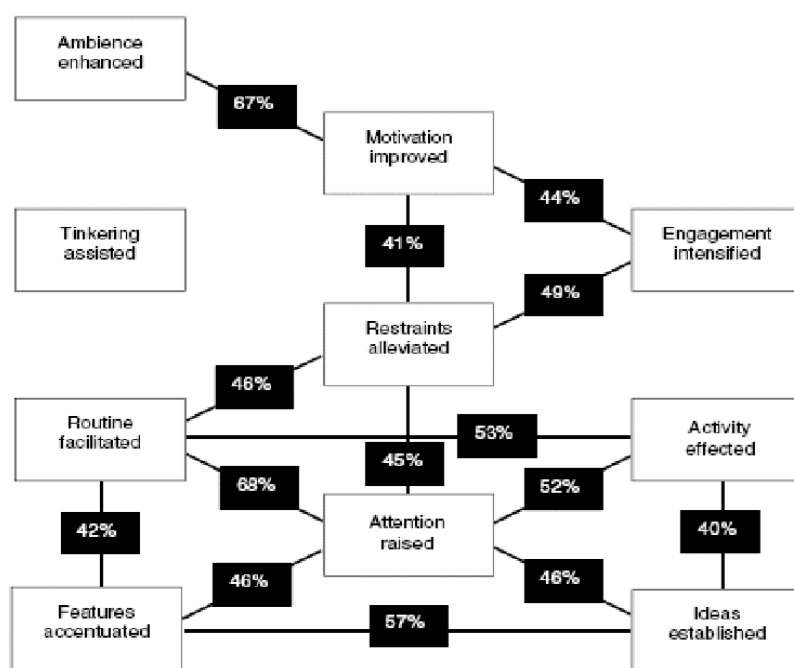 Ambience
enhanced
67%
Motivation
improved
44%
Tinkering
assisted
41%
Engagement
intensified
49%
Restraints
alleviated
46%
Routine
facilitated
53%
Activity
effected
45%
68%
52%
42%
Attention
raised
40%
46%
46%
Features
accentuated
57%
Ideas
established